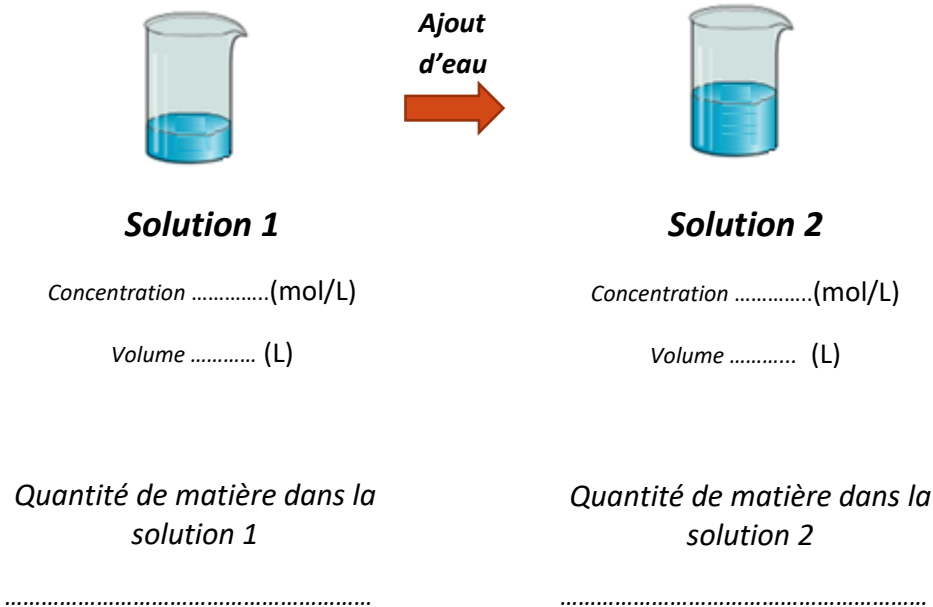 Ajout
d'eau
Solution 1
Solution 2
Concentration …………..(mol/L)
Concentration …………..(mol/L)
Volume ………… (L)
Volume ………... (L)
Quantité de matière dans la
solution 1
Quantité de matière dans la
solution 2
……………………………………………………
……………………………………………………